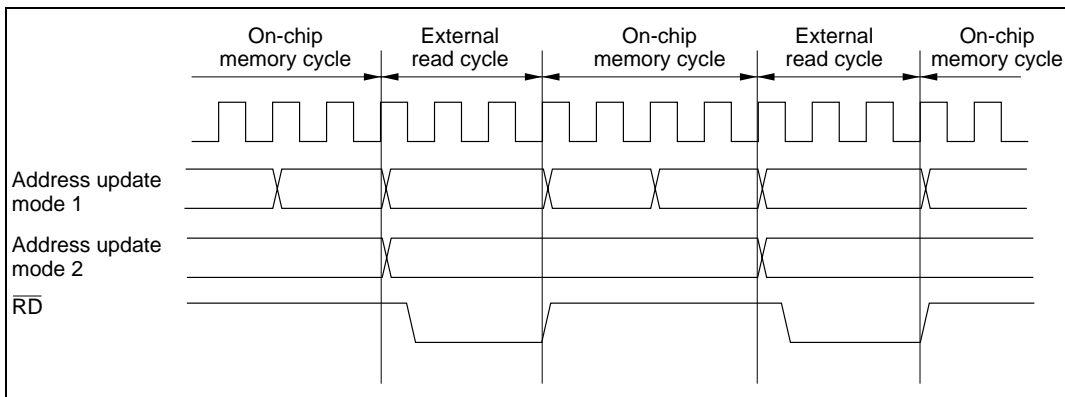 On-chip
memory cycle
External
read cycle
On-chip
memory cycle
External
read cycle
On-chip
memory cycle
Address update
mode 1
Address update
mode 2
R̅D̅